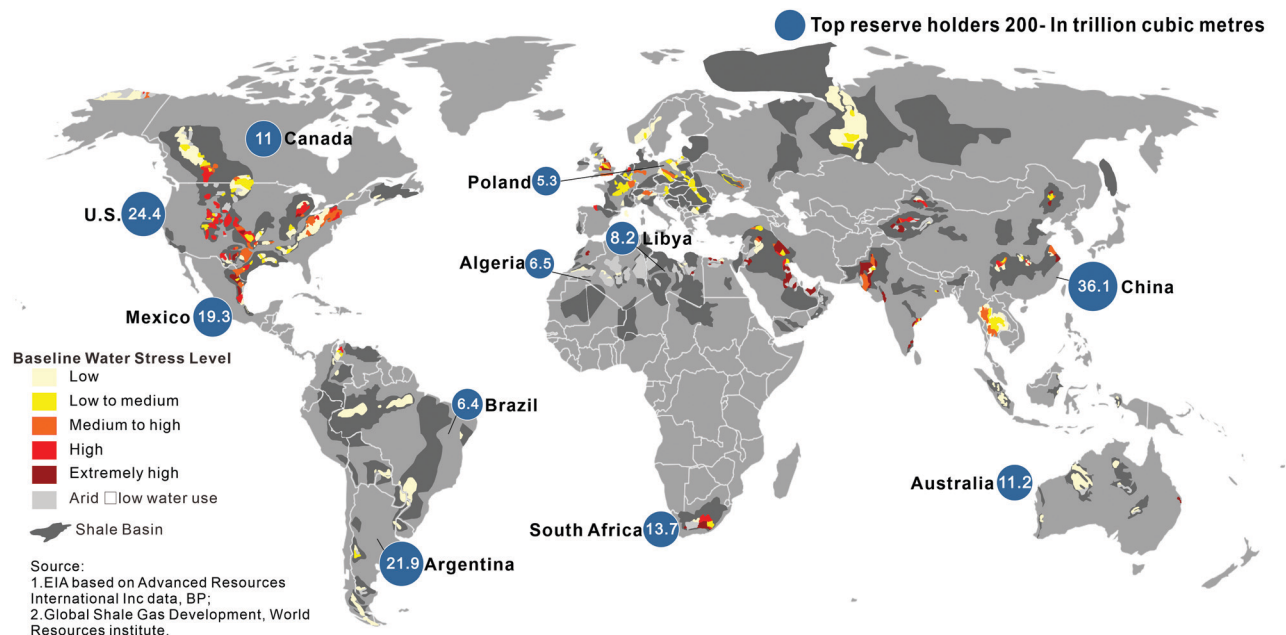 Top reserve holders 200- In trillion cubic metres
11 Canada
Poland 5.3
U.S. 24.4
8.2 Libya
Algeria 6.5
36.1 China
Mexico 19.3
Baseline Water Stress Level
Low
Low to medium
Medium to high
High
Extremely high
Arid □low water use
Shale Basin
6.4 Brazil
Australia 11.2
South Africa 13.7
21.9 Argentina
Source:
1.EIA based on Advanced Resources
International Inc data, BP;
2.Global Shale Gas Development, World
Resources institute.